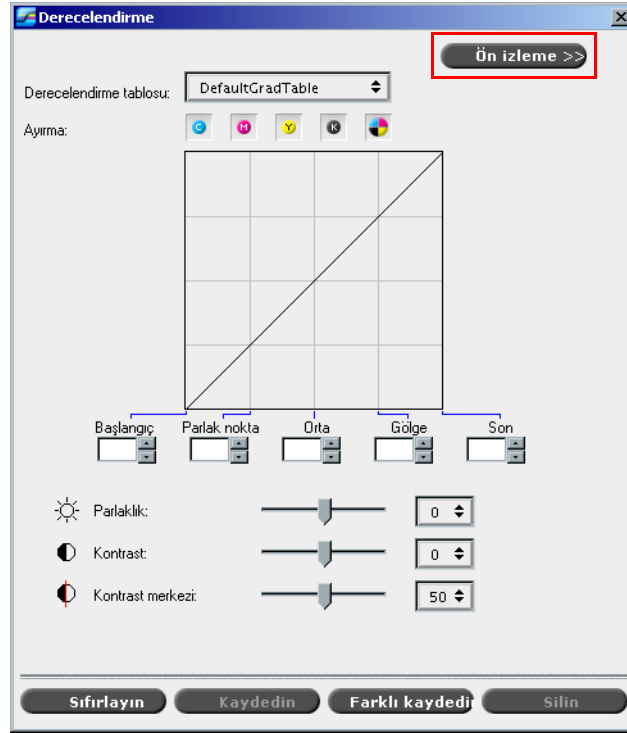 Derecelendirme
Ön izleme >>
Derecelendirme tablosu: DefaultGradTable
Ayırma: C M Y K
Başlangıç Parlak nokta Orta Gölge Son
Parlaklık: 0
Kontrast: 0
Kontrast merkezi: 50
Sıfırlayın Kaydedin Farklı kaydedi Silin